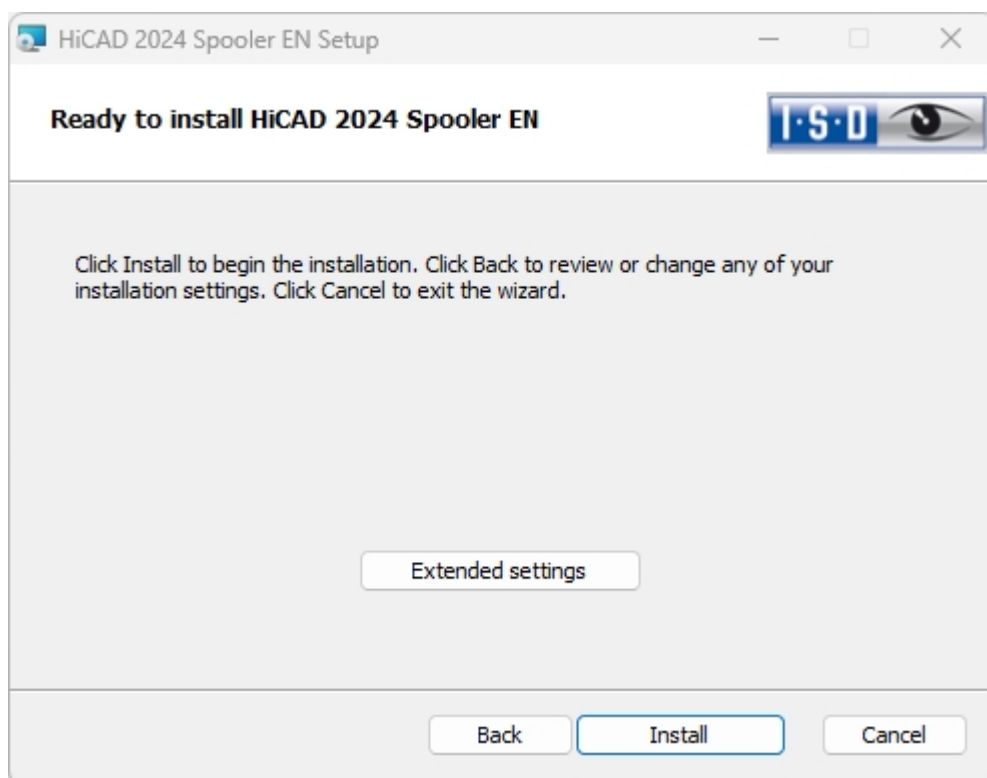 HiCAD 2024 Spooler EN Setup
Ready to install HiCAD 2024 Spooler EN
I·S·D
Click Install to begin the installation. Click Back to review or change any of your
installation settings. Click Cancel to exit the wizard.
Extended settings
Back
Install
Cancel